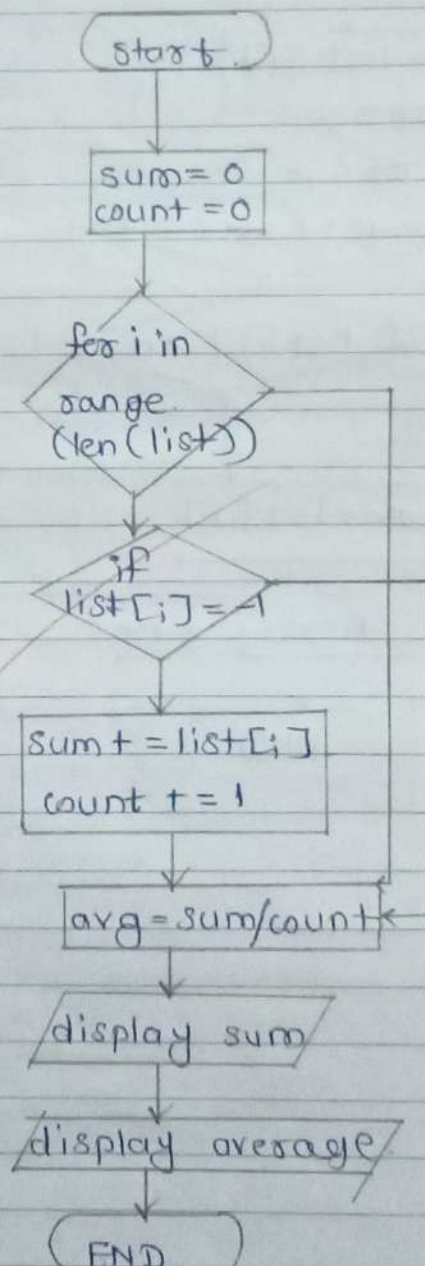 start.
sum= 0
count = 0
for i in
range.
(len(list))
if
list[i] = -1
sum + = list[i]
count + = 1
avg = sum/count
display sum
display average
END